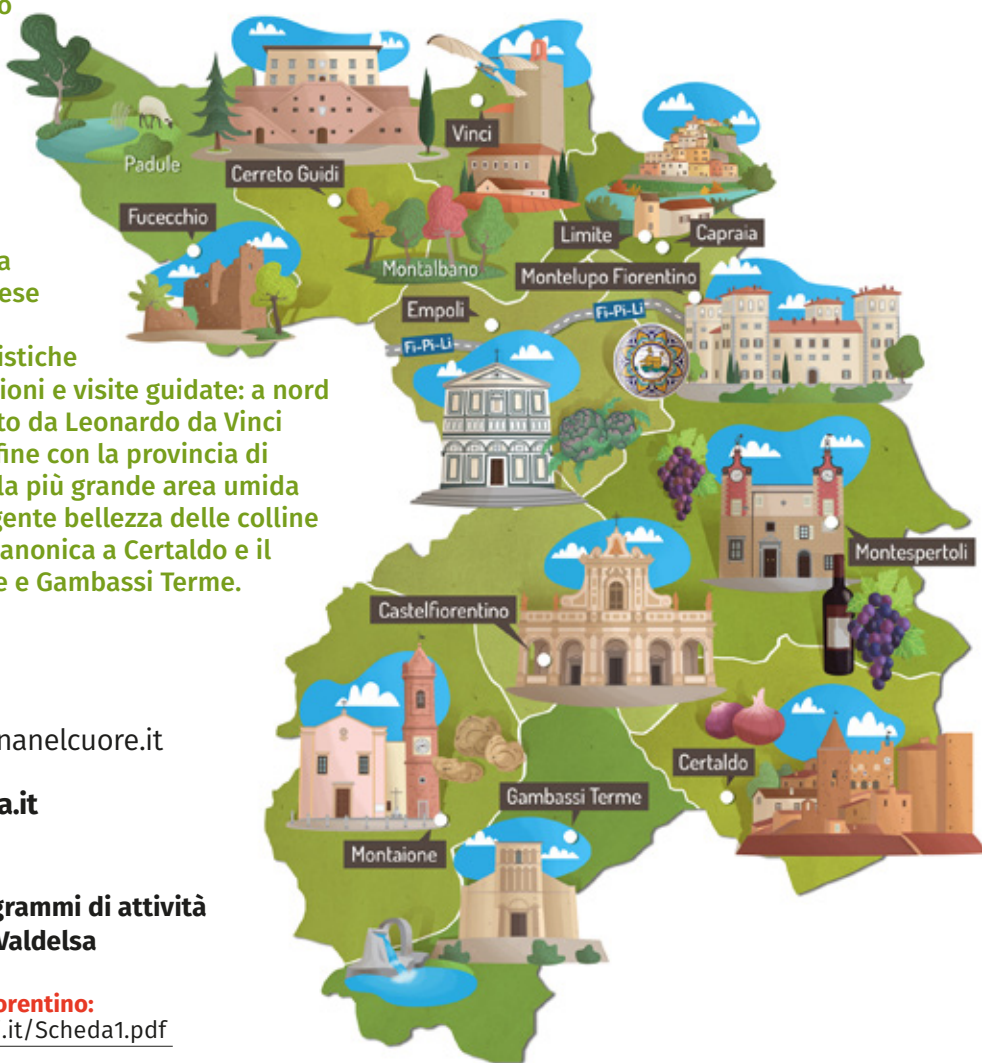 o
a
ese
istiche
ioni e visite guidate: a nord
to da Leonardo da Vinci
fine con la provincia di
la più grande area umida
gente bellezza delle colline
anonica a Certaldo e il
e e Gambassi Terme.
nanelcuore.it
a.it
grammi di attività
Valdelsa
orentino:
.it/Scheda1.pdf
Padule
Cerreto Guidi
Vinci
Fucecchio
Limite
Capraia
Montalbano
Montelupo Fiorentino
Empoli
Fi-Pi-Li
Fi-Pi-Li
Montespertoli
Castelfiorentino
Certaldo
Gambassi Terme
Montaione